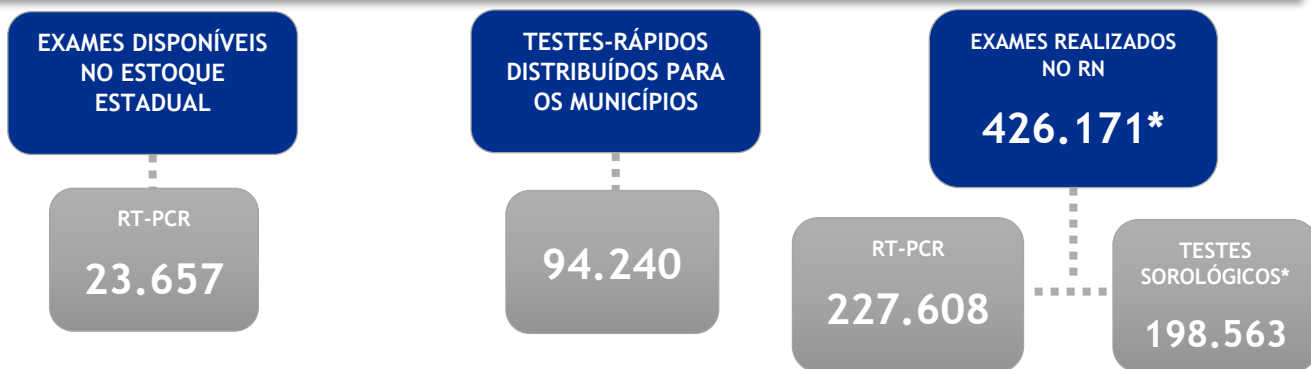 EXAMES DISPONÍVEIS
NO ESTOQUE
ESTADUAL
RT-PCR
23.657
TESTES-RÁPIDOS
DISTRIBUÍDOS PARA
OS MUNICÍPIOS
94.240
EXAMES REALIZADOS
NO RN
426.171*
RT-PCR
227.608
TESTES
SOROLÓGICOS*
198.563